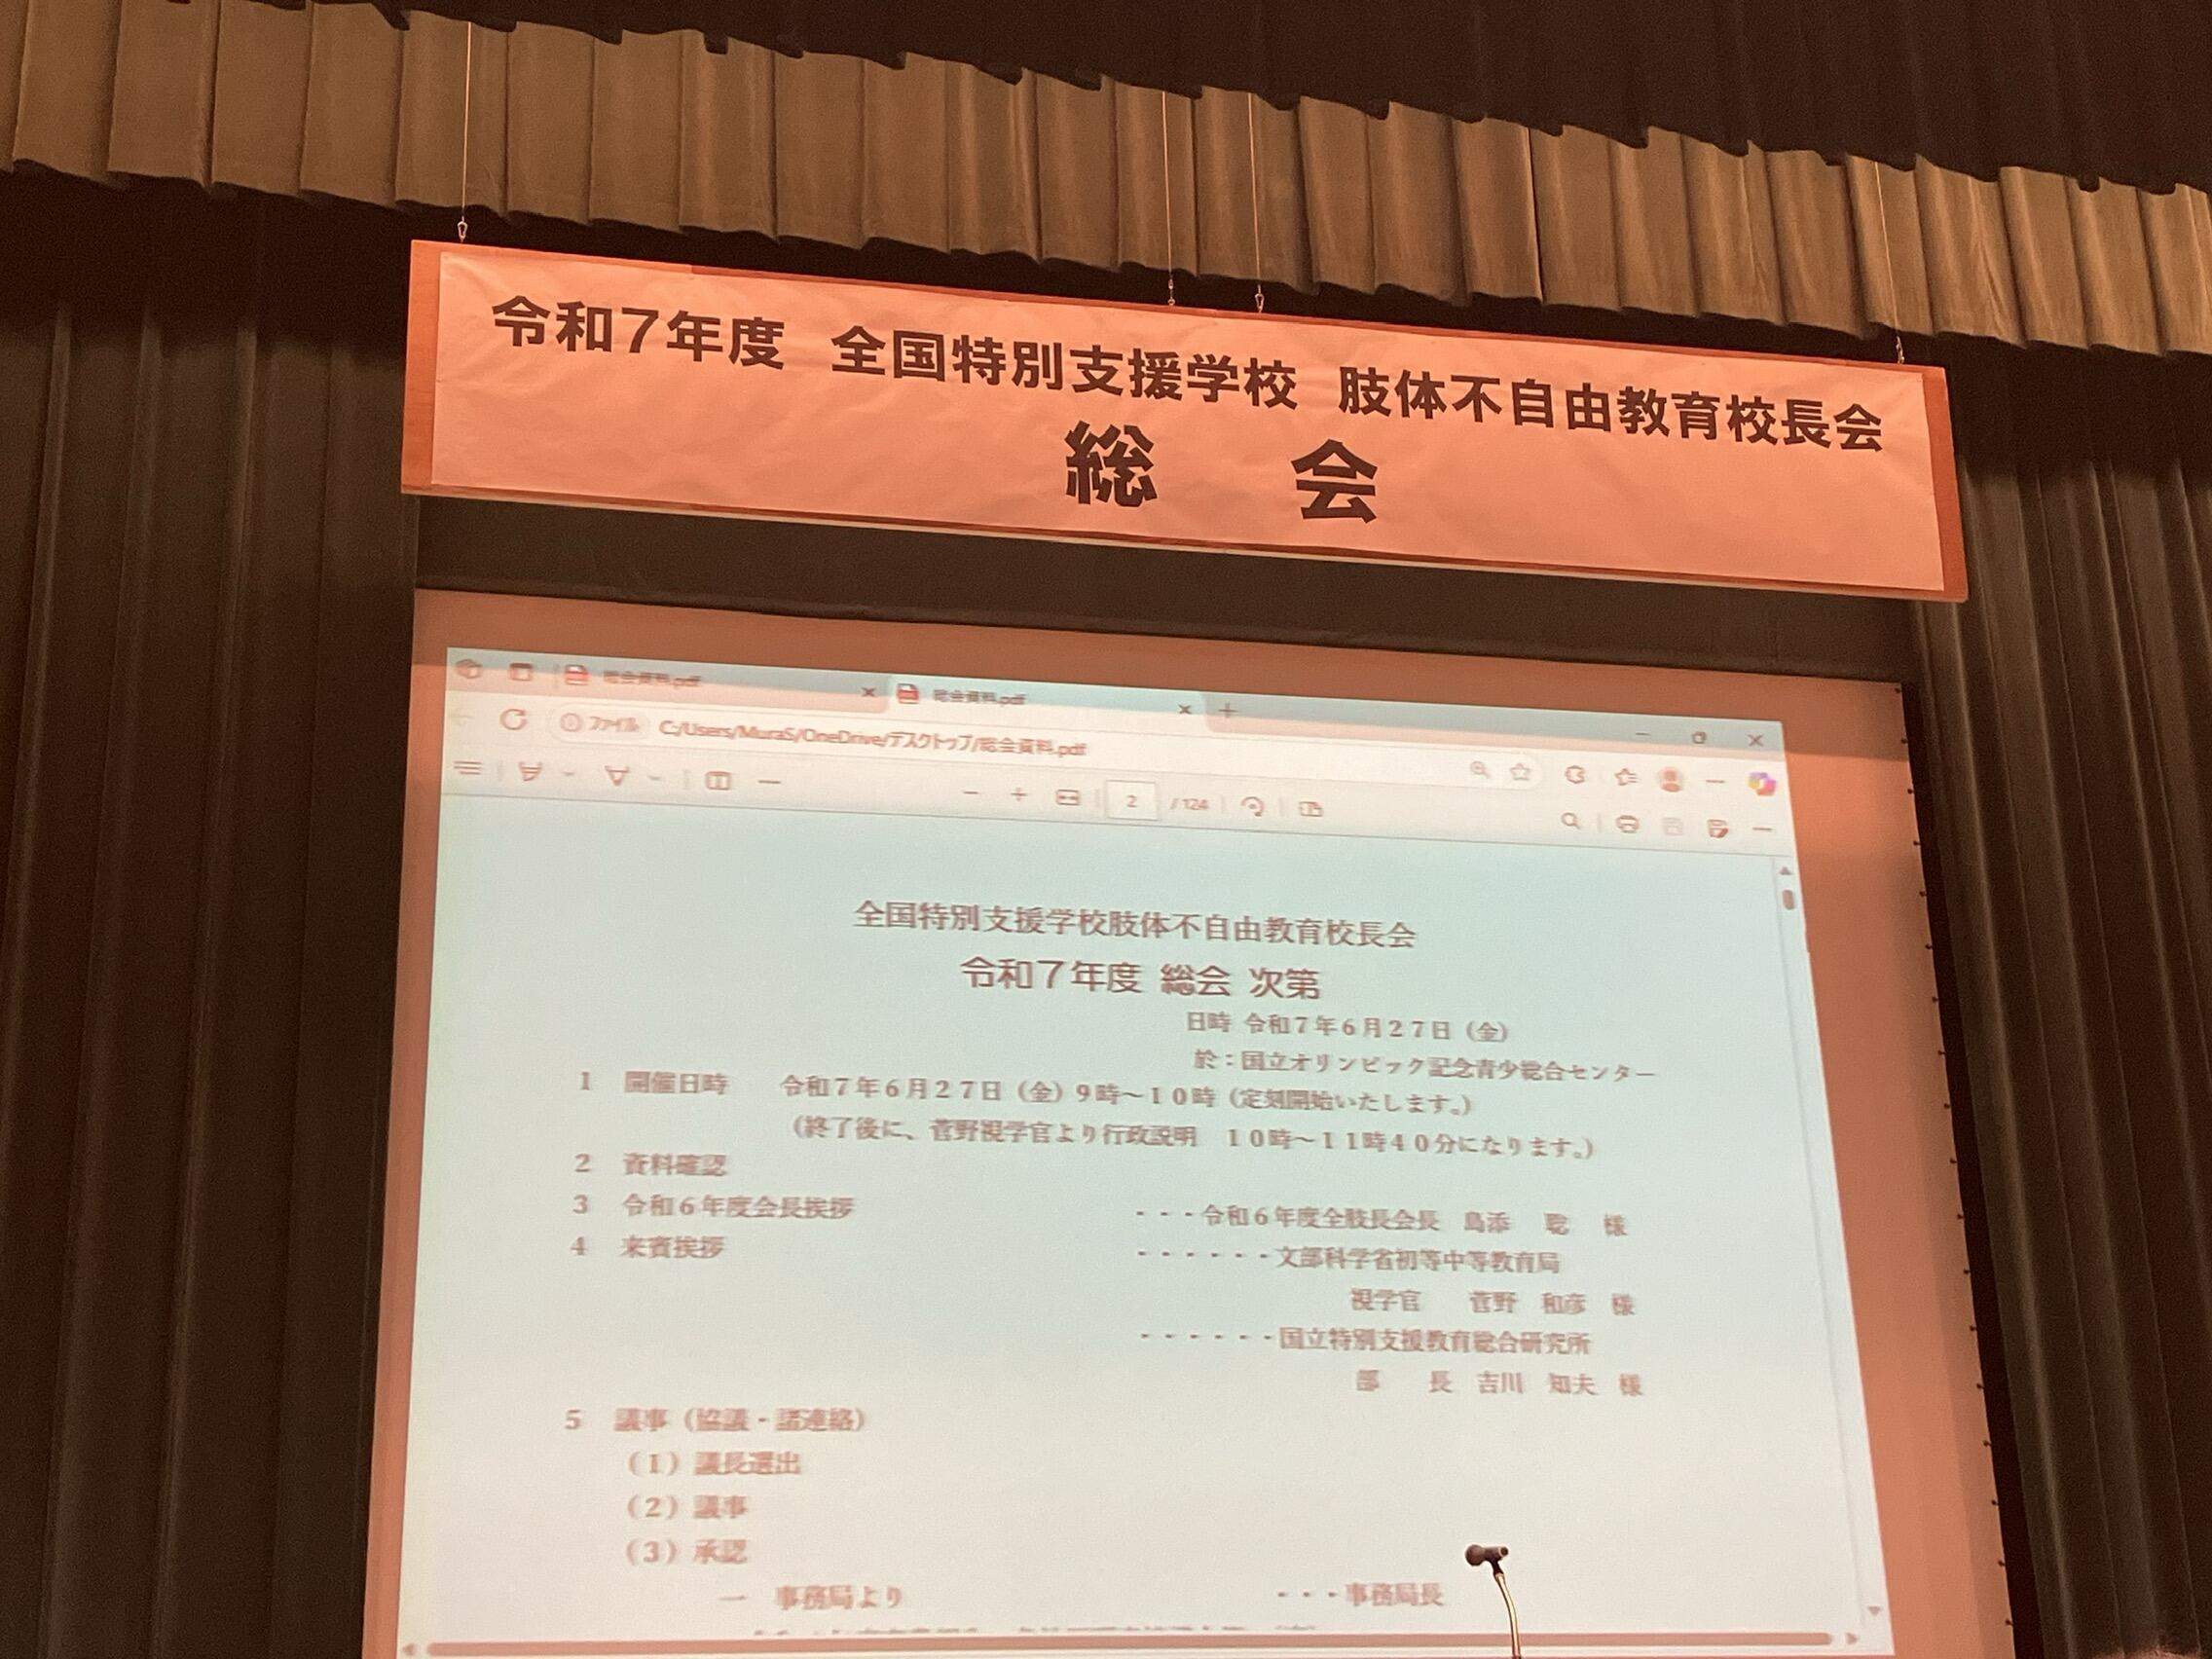 令和7年度 全国特別支援学校 肢体不自由教育校長会
総 会
総会資料.pdf
総会資料.pdf
ファイル C:/Users/MuraS/OneDrive/デスクトップ/総会資料.pdf
2 / 124
全国特別支援学校肢体不自由教育校長会
令和7年度 総会 次第
日時 令和7年6月27日（金）
於：国立オリンピック記念青少総合センター
1 開催日時 令和7年6月27日（金）9時～10時（定刻開始いたします。）
（終了後に、菅野視学官より行政説明 10時～11時40分になります。）
2 資料確認
3 令和6年度会長挨拶 ・・・令和6年度全肢長会長 鳥添 聡 様
4 来賓挨拶 ・・・・・・文部科学省初等中等教育局
視学官 菅野 和彦 様
・・・・・・国立特別支援教育総合研究所
部 長 吉川 知夫 様
5 議事（協議・諸連絡）
（1）議長選出
（2）議事
（3）承認
一 事務局より ・・・事務局長